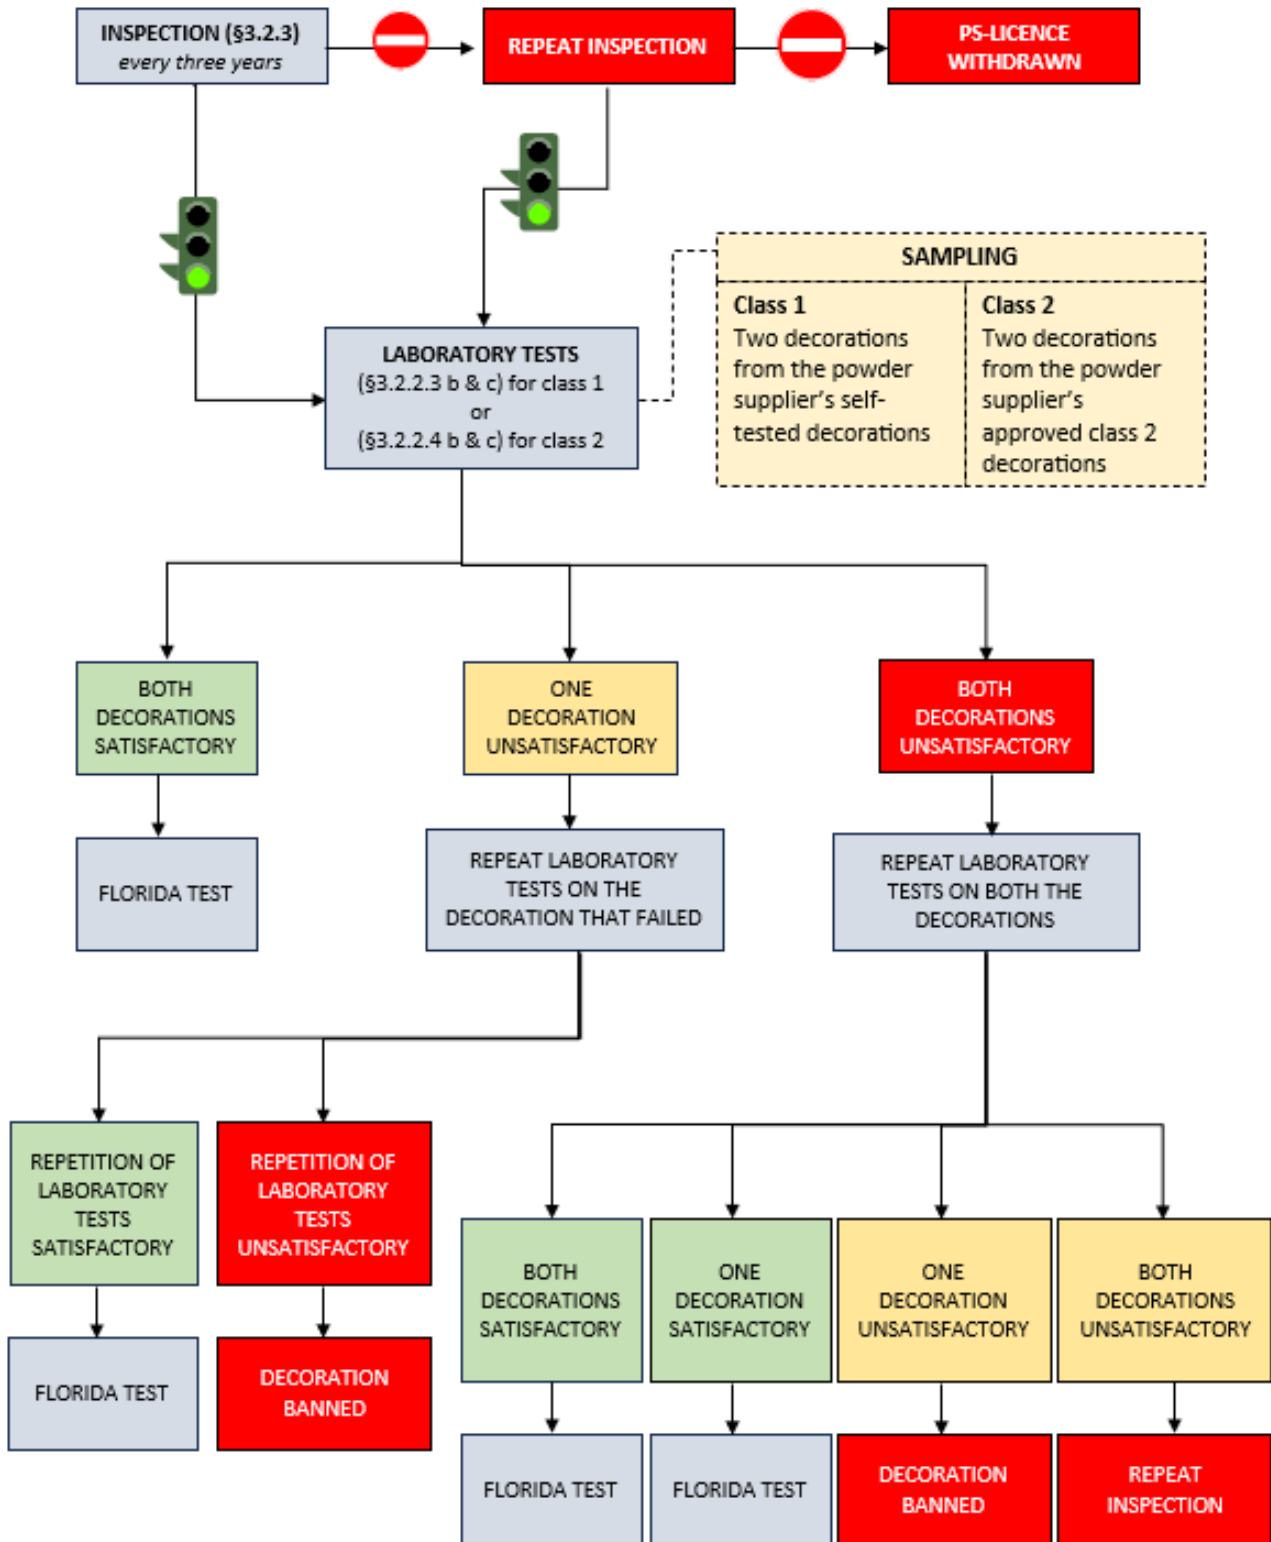 INSPECTION (§3.2.3)
every three years
REPEAT INSPECTION
PS-LICENCE
WITHDRAWN
SAMPLING
Class 1
Two decorations
from the powder
supplier's self-
tested decorations
Class 2
Two decorations
from the powder
supplier's
approved class 2
decorations
LABORATORY TESTS
(§3.2.2.3 b & c) for class 1
or
(§3.2.2.4 b & c) for class 2
BOTH
DECORATIONS
SATISFACTORY
ONE
DECORATION
UNSATISFACTORY
BOTH
DECORATIONS
UNSATISFACTORY
FLORIDA TEST
REPEAT LABORATORY
TESTS ON THE
DECORATION THAT FAILED
REPEAT LABORATORY
TESTS ON BOTH THE
DECORATIONS
REPETITION OF
LABORATORY
TESTS
SATISFACTORY
REPETITION OF
LABORATORY
TESTS
UNSATISFACTORY
BOTH
DECORATIONS
SATISFACTORY
ONE
DECORATION
SATISFACTORY
ONE
DECORATION
UNSATISFACTORY
BOTH
DECORATIONS
UNSATISFACTORY
FLORIDA TEST
DECORATION
BANNED
FLORIDA TEST
FLORIDA TEST
DECORATION
BANNED
REPEAT
INSPECTION